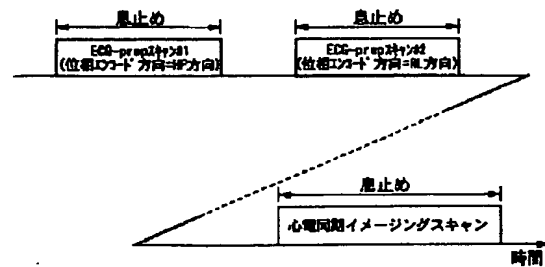 息止め
息止め
ECG-prepスキャン#1
(位相エンコード方向=HF方向)
ECG-prepスキャン#2
(位相エンコード方向=RL方向)
息止め
心電同期イメージングスキャン
時間